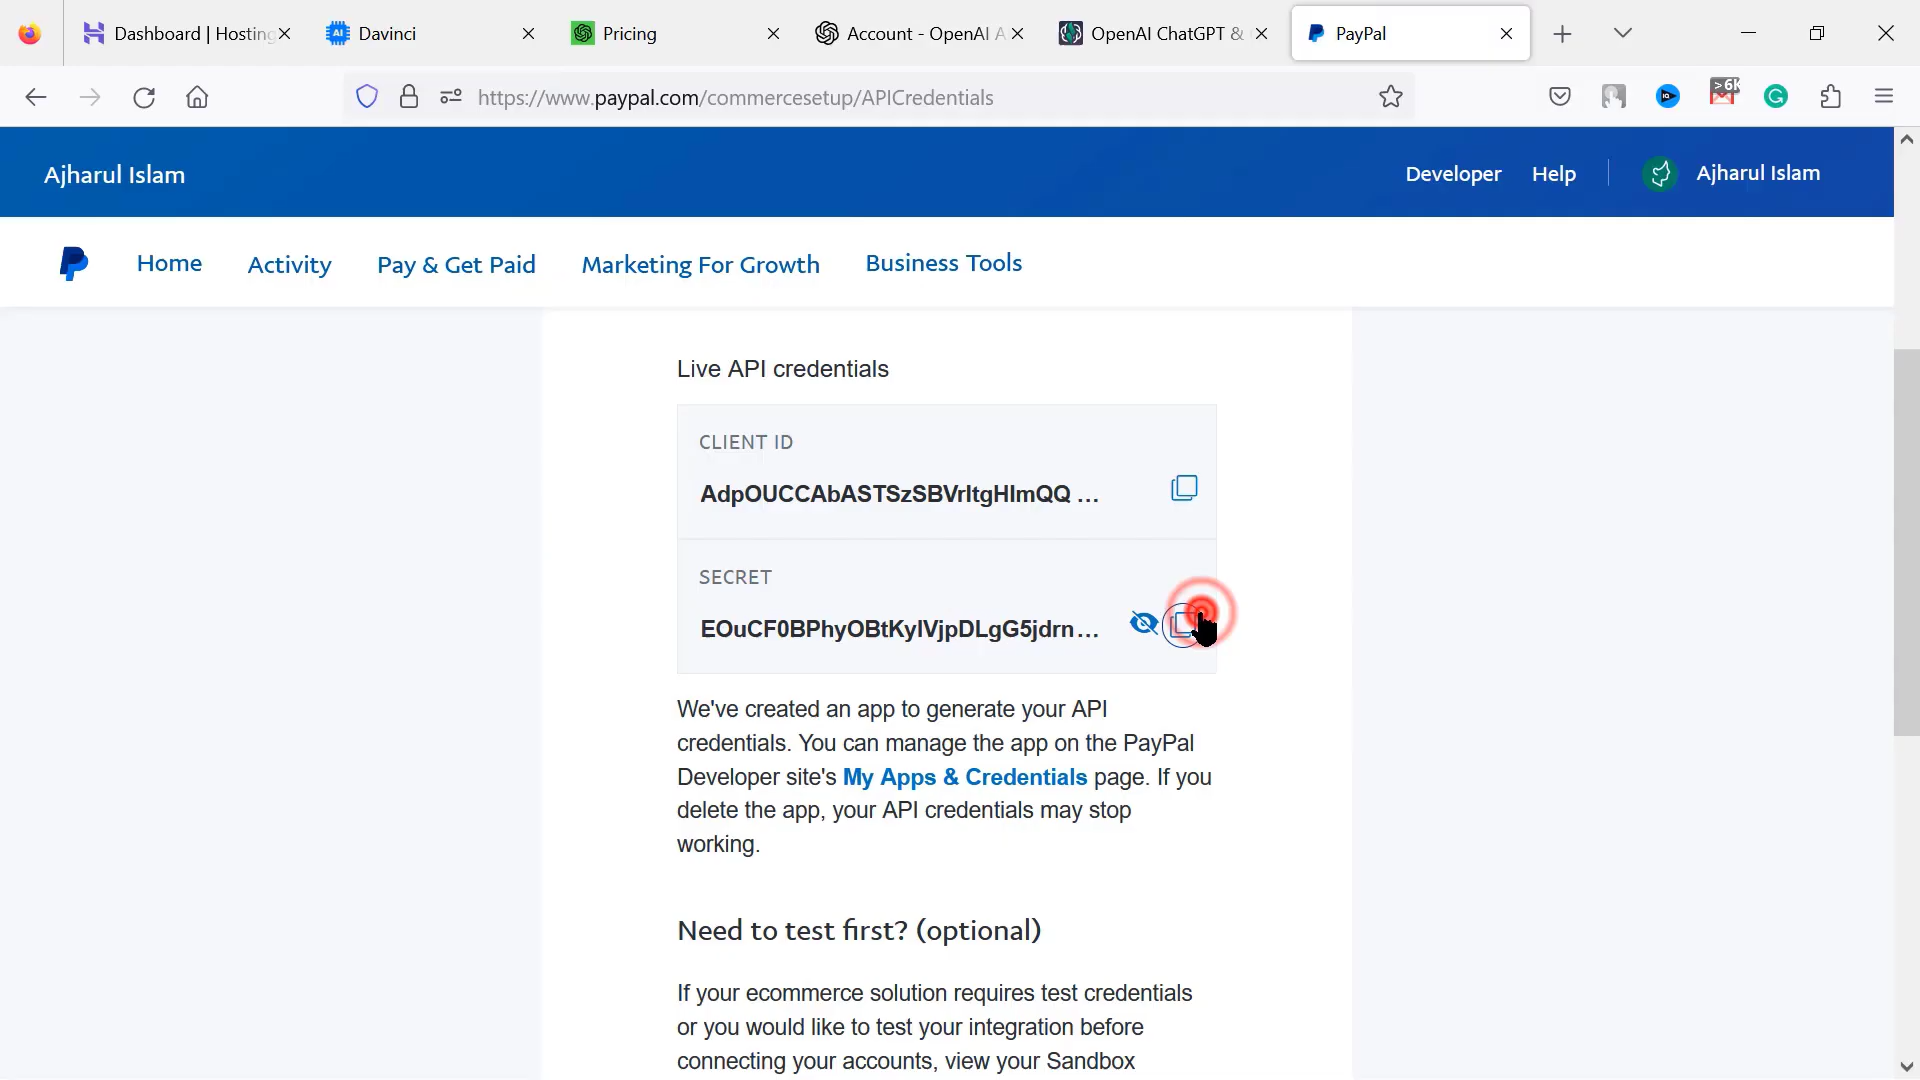 Dashboard | Hosting
Davinci
Pricing
Account - OpenAI A
OpenAI ChatGPT &
PayPal
https://www.paypal.com/commercesetup/APICredentials
>6K
Ajharul Islam
Developer
Help
Ajharul Islam
Home
Activity
Pay & Get Paid
Marketing For Growth
Business Tools
Live API credentials
CLIENT ID
AdpOUCCAbASTSzSBVrItgHImQQ ...
SECRET
EOuCF0BPhyOBtKyIVjpDLgG5jdrn...
We've created an app to generate your API
credentials. You can manage the app on the PayPal
Developer site's My Apps & Credentials page. If you
delete the app, your API credentials may stop
working.
Need to test first? (optional)
If your ecommerce solution requires test credentials
or you would like to test your integration before
connecting your accounts, view your Sandbox